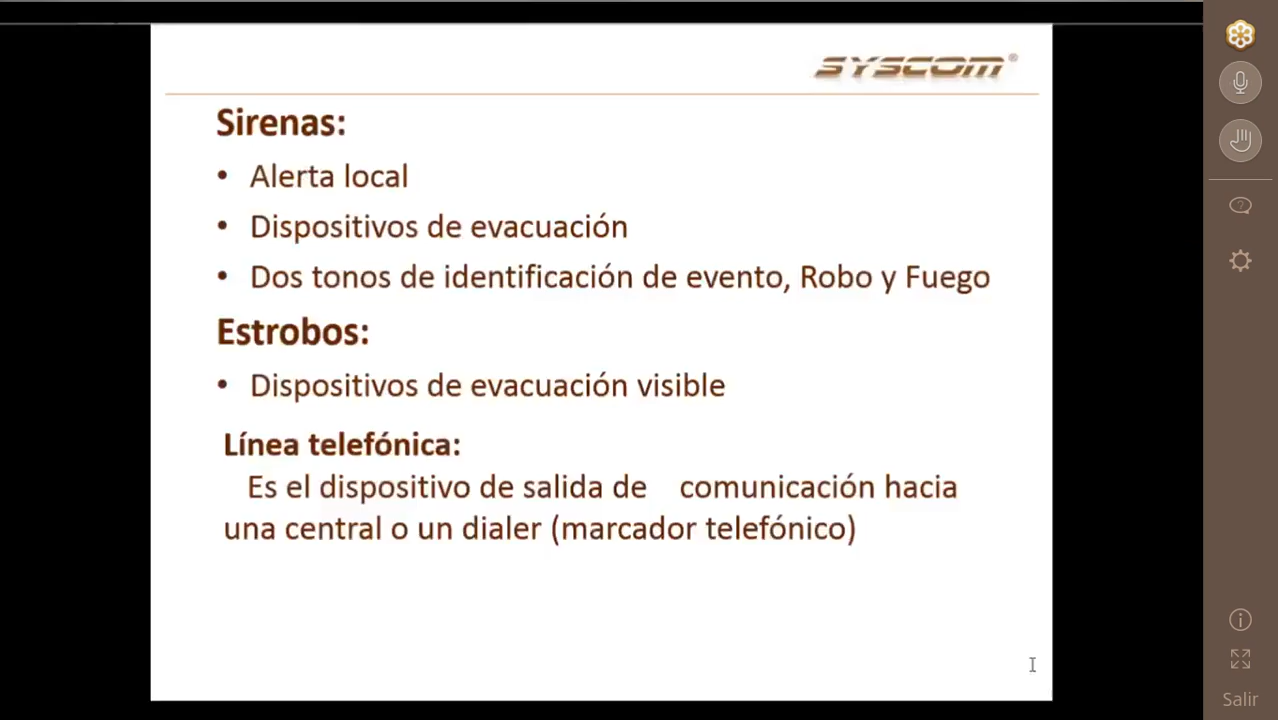 SYSCOM®
Sirenas:
• Alerta local
• Dispositivos de evacuación
• Dos tonos de identificación de evento, Robo y Fuego
Estrobos:
• Dispositivos de evacuación visible
Línea telefónica:
Es el dispositivo de salida de comunicación hacia
una central o un dialer (marcador telefónico)
Salir